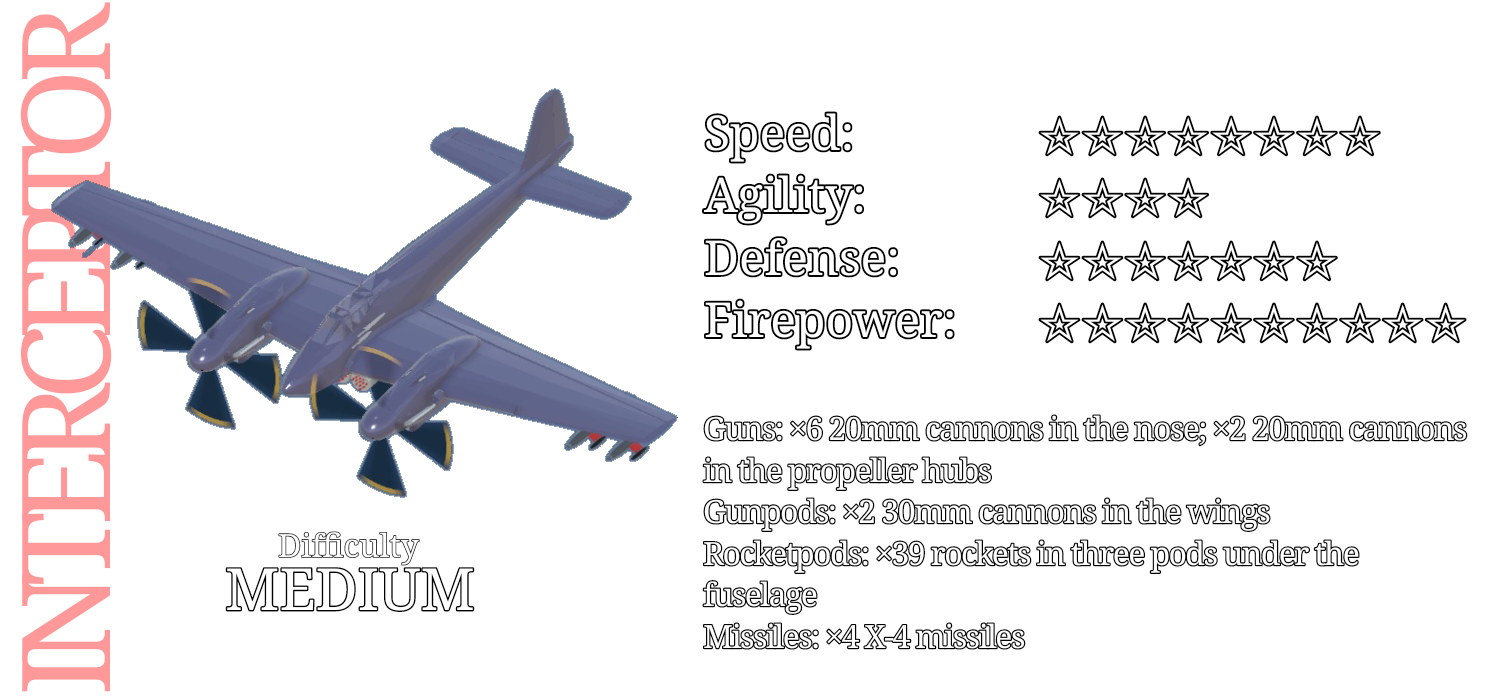 INTERCEPTOR
Speed: ☆☆☆☆☆☆☆☆
Agility: ☆☆☆☆
Defense: ☆☆☆☆☆☆☆
Firepower: ☆☆☆☆☆☆☆☆☆☆
Guns: ×6 20mm cannons in the nose; ×2 20mm cannons
in the propeller hubs
Gunpods: ×2 30mm cannons in the wings
Rocketpods: ×39 rockets in three pods under the
fuselage
Missiles: ×4 X-4 missiles
Difficulty
MEDIUM